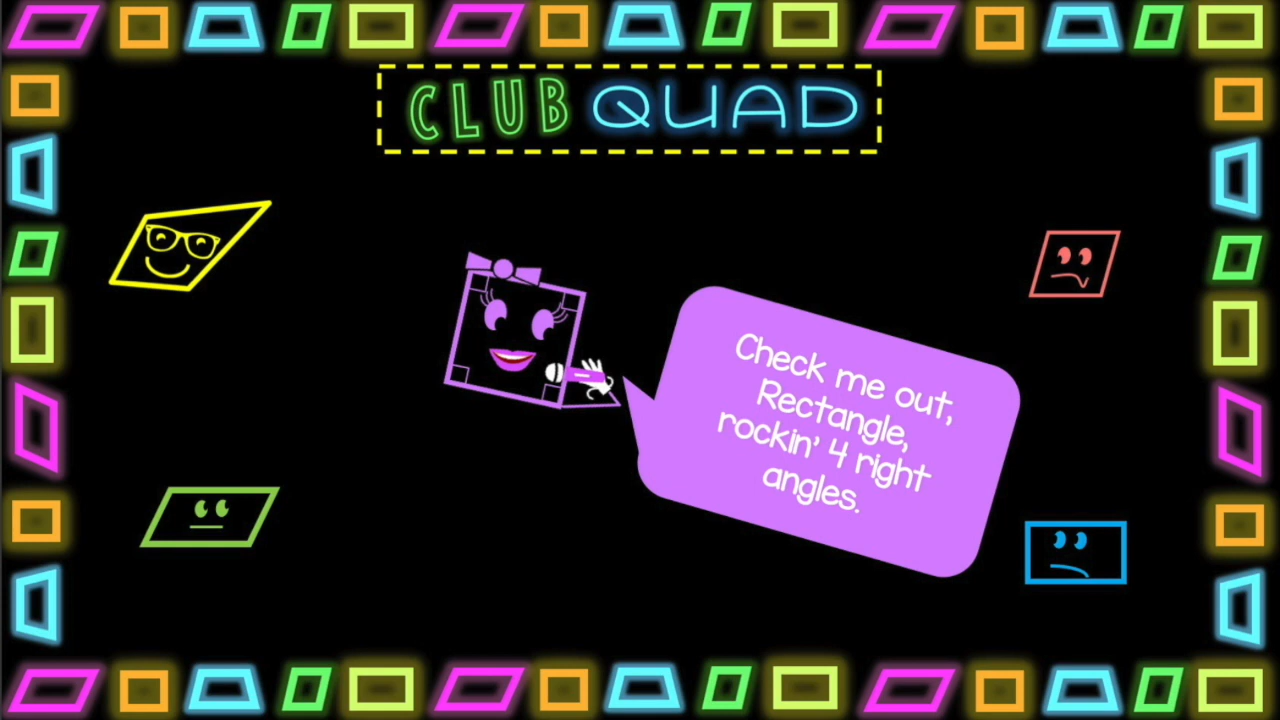 CLUB QUAD
Check me out,
Rectangle,
rockin' 4 right
angles.